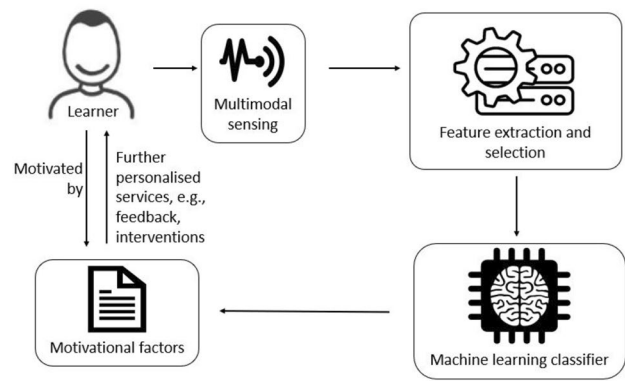 Learner
Multimodal
sensing
Feature extraction and
selection
Motivated
by
Further
personalised
services, e.g.,
feedback,
interventions
Motivational factors
Machine learning classifier